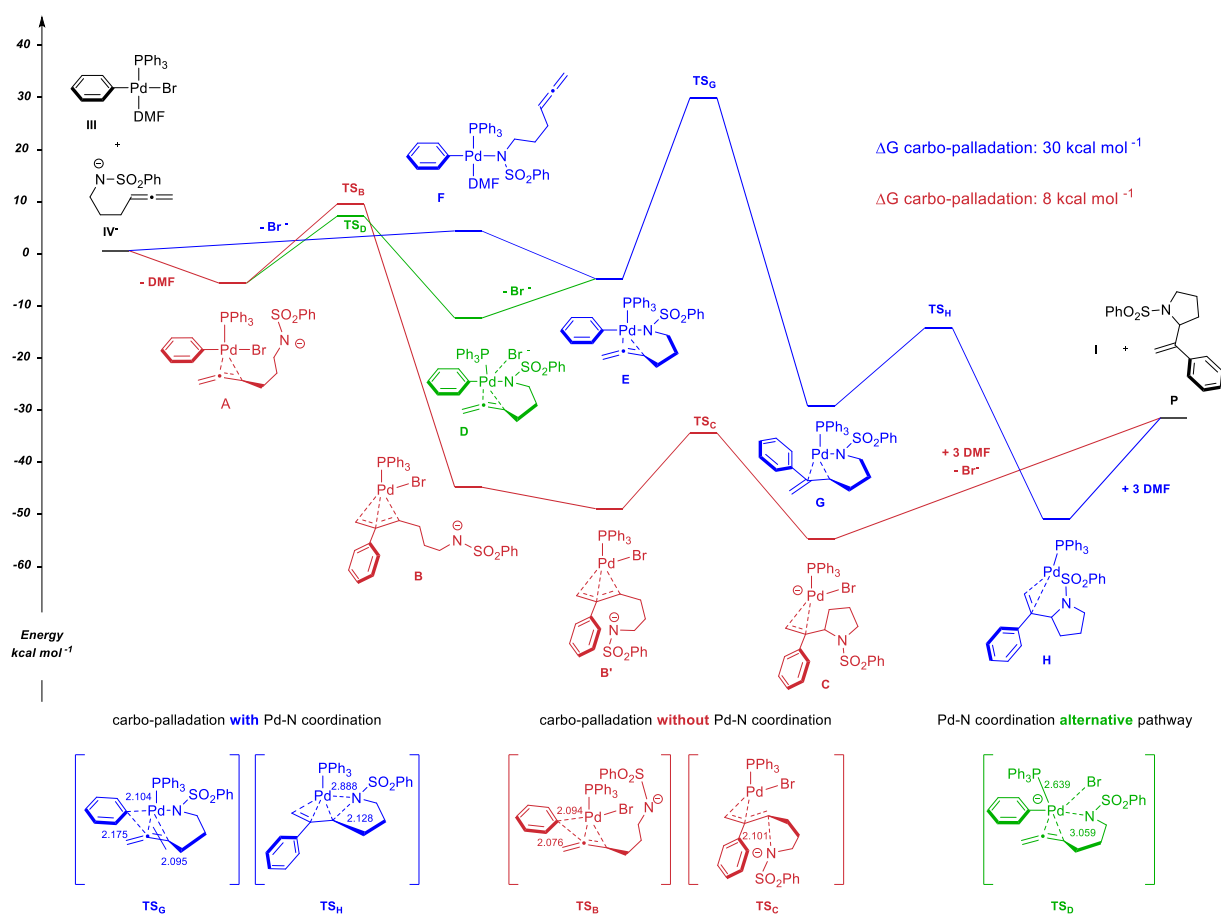 40
30
20
10
0
-10
-20
-30
-40
-50
-60
Energy
kcal mol-1
PPh3
Pd
Br
DMF
III
+
⊖
N
SO2Ph
IV-
- DMF
- Br-
TSB
TSD
- Br-
PPh3
Pd
N
DMF
SO2Ph
F
TSG
ΔG carbo-palladation: 30 kcal mol-1
ΔG carbo-palladation: 8 kcal mol-1
PPh3
Pd
Br
SO2Ph
N
⊖
A
Ph3P
Br-
SO2Ph
Pd
N
D
PPh3
SO2Ph
Pd
N
E
TSH
PhO2S
N
I
+
P
PPh3
Pd
Br
⊖
N
SO2Ph
B
TSC
PPh3
Pd
Br
⊖
N
SO2Ph
B'
PPh3
SO2Ph
Pd
N
G
+ 3 DMF
- Br-
+ 3 DMF
PPh3
⊖
Pd
Br
N
SO2Ph
C
PPh3
Pd
SO2Ph
N
H
carbo-palladation with Pd-N coordination
carbo-palladation without Pd-N coordination
Pd-N coordination alternative pathway
PPh3
SO2Ph
2.104
Pd
N
2.175
2.095
TSG
PPh3
2.888
SO2Ph
Pd
N
2.128
TSH
PhO2S
PPh3
2.094
Pd
Br
N
⊖
2.076
TSB
PPh3
Pd
Br
2.101
⊖
N
SO2Ph
TSC
Ph3P
2.639
Br
⊖
SO2Ph
Pd
N
3.059
TSD